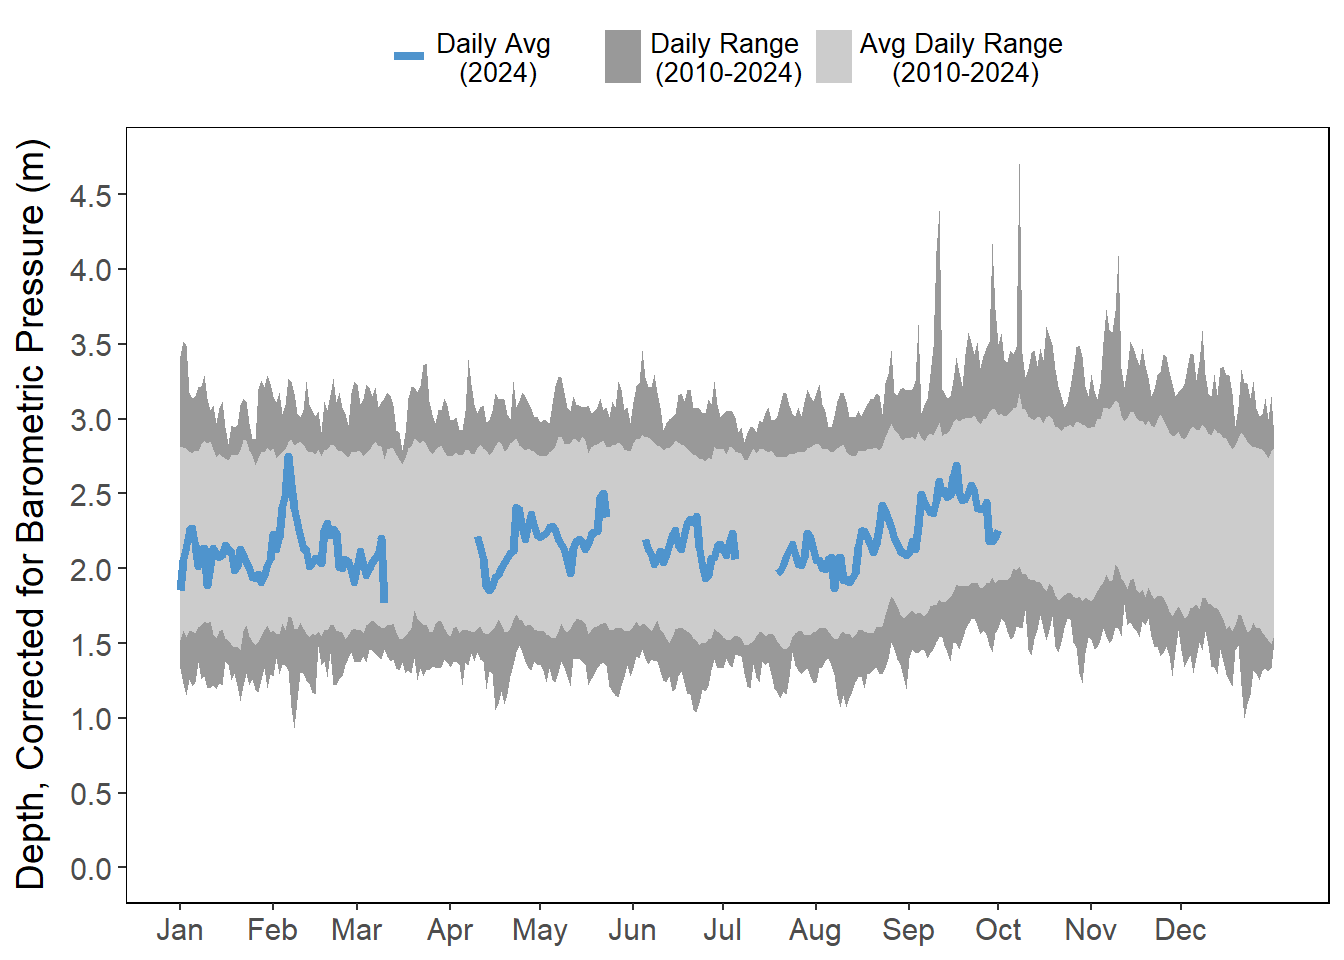 Daily Avg
(2024)
Daily Range
(2010-2024)
Avg Daily Range
(2010-2024)
Depth, Corrected for Barometric Pressure (m)
4.5
4.0
3.5
3.0
2.5
2.0
1.5
1.0
0.5
0.0
Jan Feb Mar Apr May Jun Jul Aug Sep Oct Nov Dec